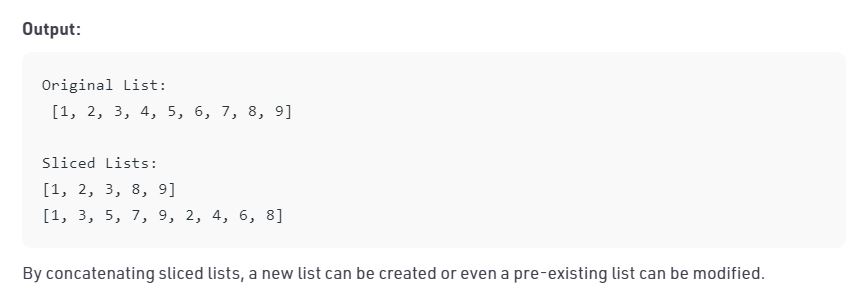 Output:
Original List:
[1, 2, 3, 4, 5, 6, 7, 8, 9]
Sliced Lists:
[1, 2, 3, 8, 9]
[1, 3, 5, 7, 9, 2, 4, 6, 8]
By concatenating sliced lists, a new list can be created or even a pre-existing list can be modified.